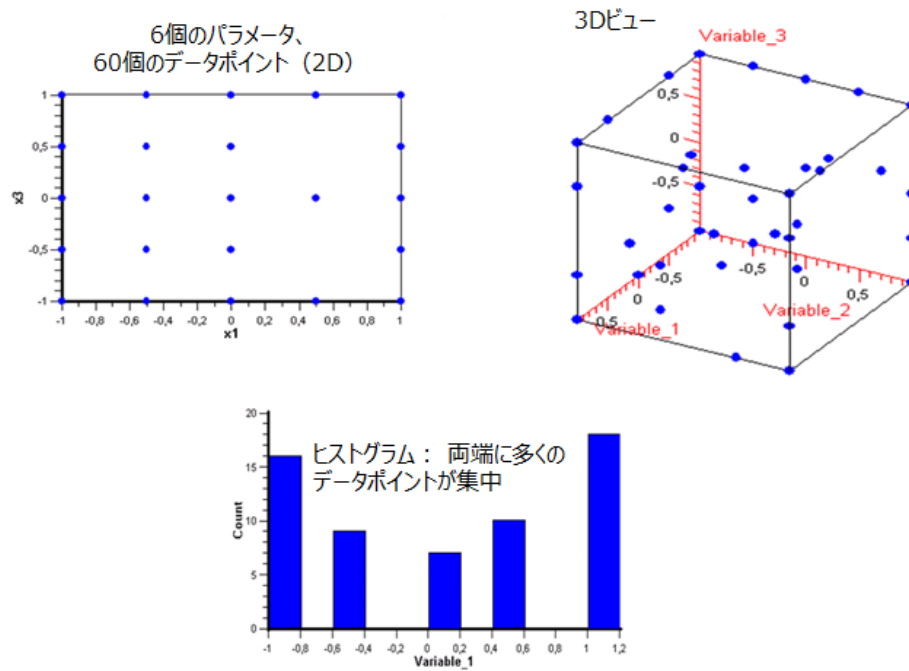 6個のパラメータ、
60個のデータポイント（2D）
1
0,5
0
-0,5
-1
x3
-1 -0,8 -0,6 -0,4 -0,2 0 0,2 0,4 0,6 0,8 1
x1
3Dビュー
Variable_3
0,5
0
-0,5
-0,5
0
0,5
Variable_1
-0,5
0
0,5
Variable_2
ヒストグラム： 両端に多くの
データポイントが集中
20
15
10
5
0
Count
-1 -0,8 -0,6 -0,4 -0,2 0 0,2 0,4 0,6 0,8 1 1,2
Variable_1